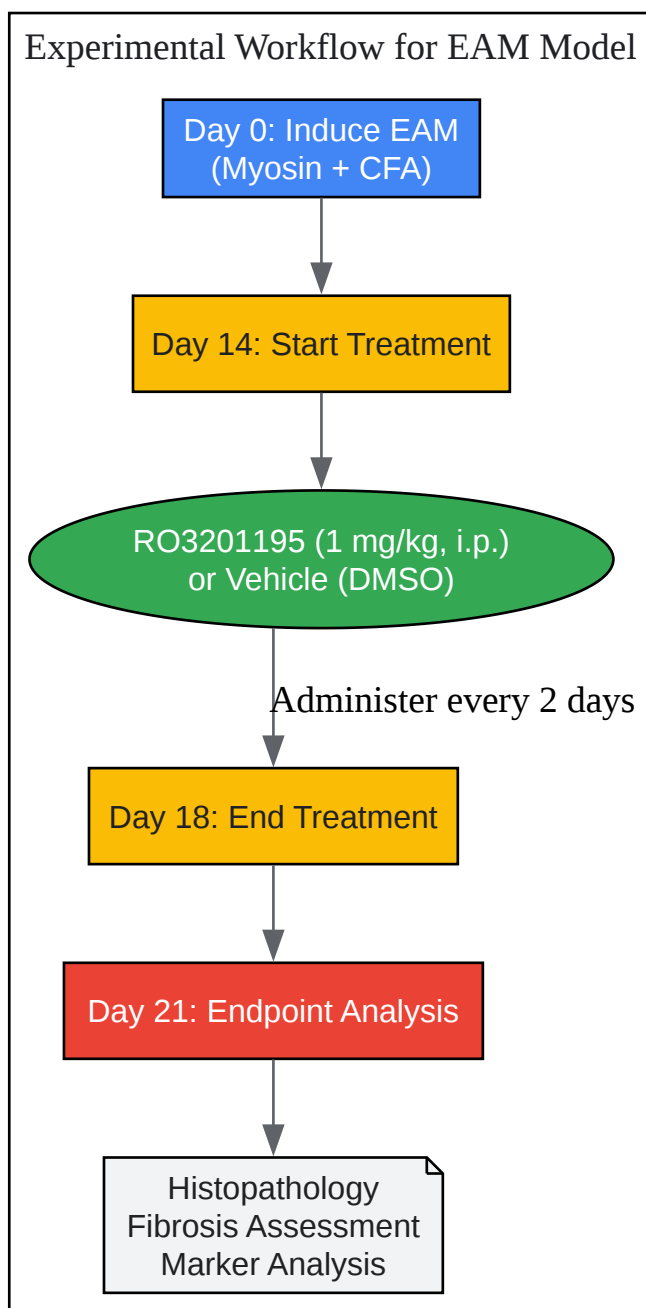 Experimental Workflow for EAM Model
Day 0: Induce EAM
(Myosin + CFA)
Day 14: Start Treatment
RO3201195 (1 mg/kg, i.p.)
or Vehicle (DMSO)
Administer every 2 days
Day 18: End Treatment
Day 21: Endpoint Analysis
Histopathology
Fibrosis Assessment
Marker Analysis